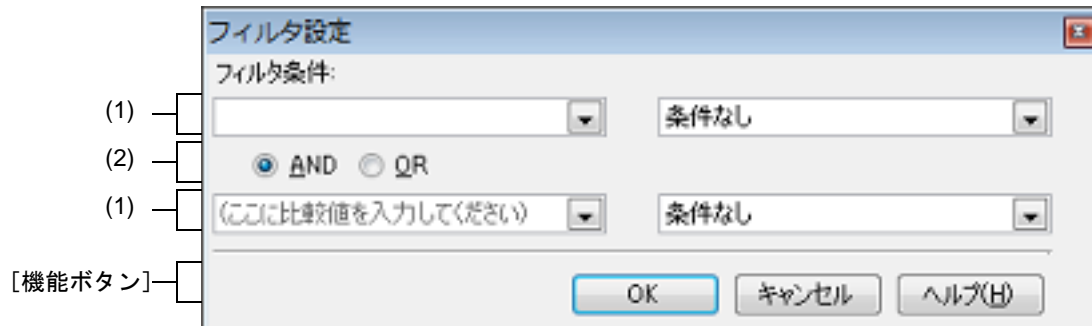 フィルタ設定
フィルタ条件:
(1) 条件なし
(2) AND OR
(1) (ここに比較値を入力してください) 条件なし
[機能ボタン] OK キャンセル ヘルプ(H)